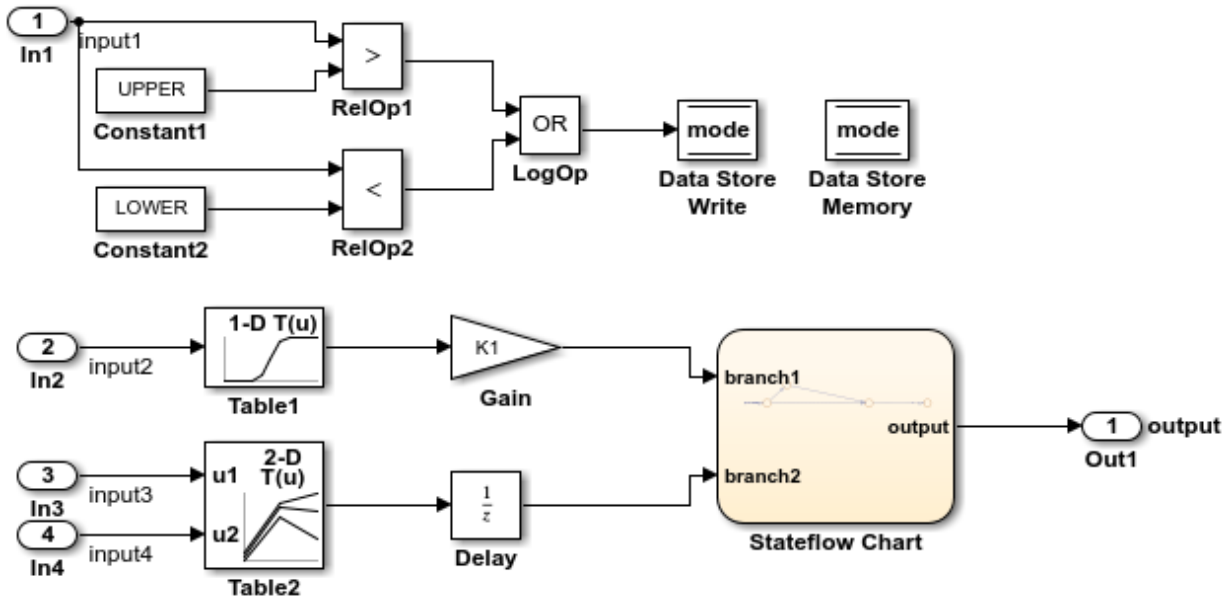 1
In1
input1
UPPER
Constant1
>
RelOp1
LOWER
Constant2
<
RelOp2
OR
LogOp
mode
Data Store
Write
mode
Data Store
Memory
2
In2
input2
1-D T(u)
Table1
K1
Gain
3
In3
input3
4
In4
input4
u1
u2
2-D
T(u)
Table2
1
z
Delay
branch1
branch2
output
Stateflow Chart
1
Out1
output